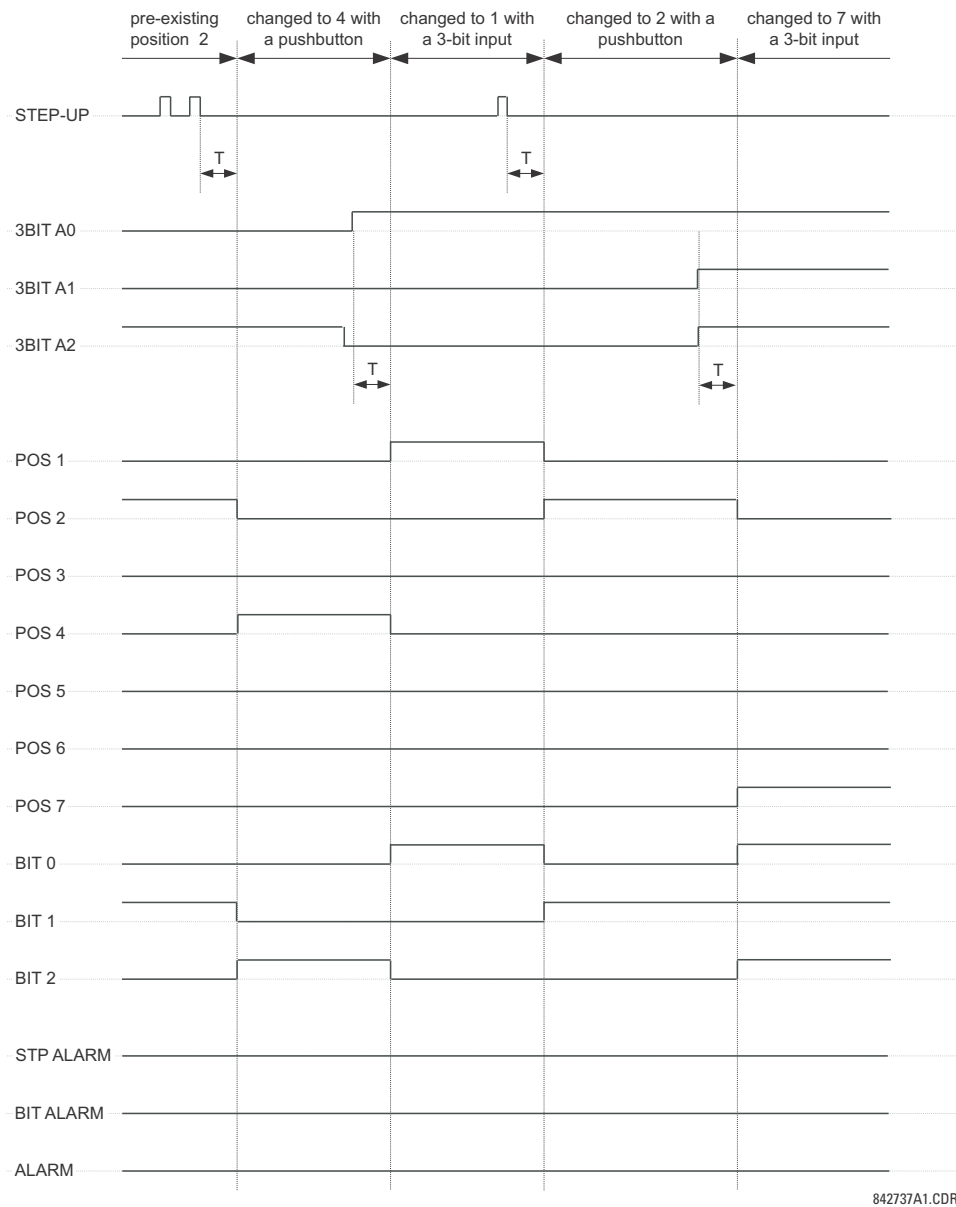 pre-existing
position 2
changed to 4 with
a pushbutton
changed to 1 with
a 3-bit input
changed to 2 with a
pushbutton
changed to 7 with
a 3-bit input
STEP-UP
T
T
3BIT A0
3BIT A1
3BIT A2
T
T
POS 1
POS 2
POS 3
POS 4
POS 5
POS 6
POS 7
BIT 0
BIT 1
BIT 2
STP ALARM
BIT ALARM
ALARM
842737A1.CDR